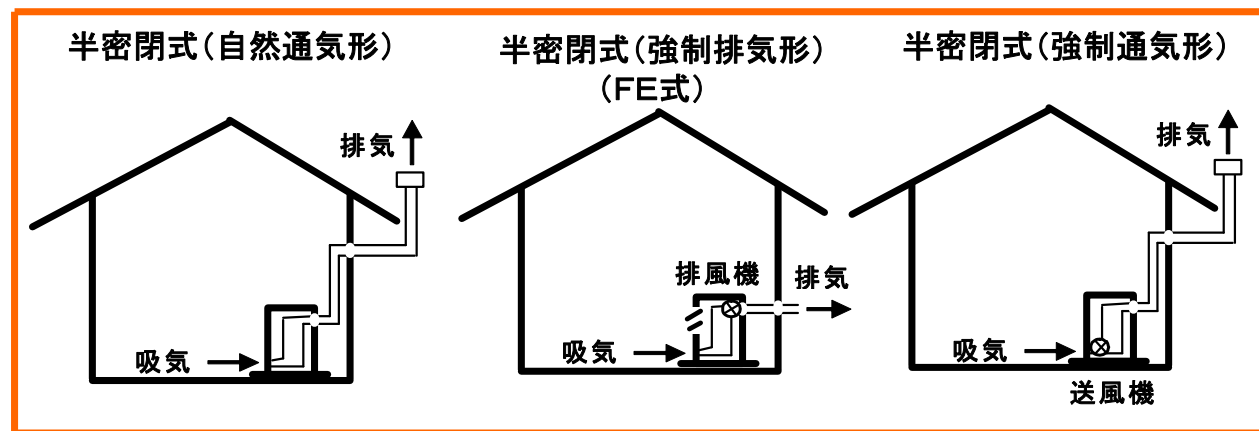 半密閉式(自然通気形)
排気
吸気
半密閉式(強制排気形)
(FE式)
排風機
排気
吸気
半密閉式(強制通気形)
排気
吸気
送風機